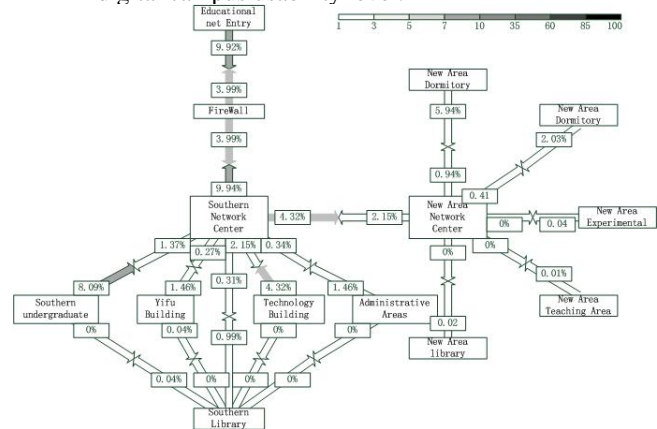 Educational
net Entry
1 3 5 7 10 35 60 85 100
9.92%
3.99%
FireWall
3.99%
9.94%
New Area
Dormitory
5.94%
0.94%
New Area
Dormitory
2.03%
0.41
Southern
Network
Center
4.32%
2.15%
New Area
Network
Center
0%
0.04
New Area
Experimental
0%
0.01%
New Area
Teaching Area
0%
0.02
New Area
library
1.37%
0.27%
2.15%
0.34%
0.31%
8.09%
1.46%
4.32%
1.46%
Southern
undergraduate
Yifu
Building
Technology
Building
Administrative
Areas
0%
0.04%
0.99%
0%
0%
0.04%
0%
0%
0%
Southern
Library